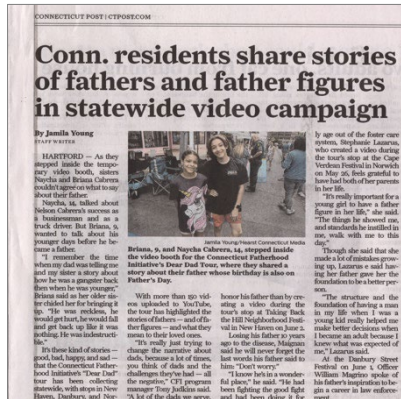 CONNECTICUT POST | CTPOST.COM
Conn. residents share stories
of fathers and father figures
in statewide video campaign
By Jamila Young
STAFF WRITER
HARTFORD — As they
stepped inside the tempo-
rary video booth, sisters
Naycha and Briana Cabrera
couldn't agree on what to say
about their father.
Naycha, 14, talked about
Nelson Cabrera's success as
a businessman and as a
truck driver. But Briana, 9,
wanted to talk about his
younger days before he be-
came a father.
"I remember the time
when my dad was telling me
and my sister a story about
how he was a gangster back
then when he was younger,"
Briana said as her older sis-
ter chided her for bringing it
up. "He was reckless, he
would get hurt, he would fall
and get back up like it was
nothing. He was indestructi-
ble."
It's these kind of stories —
good, bad, happy, and sad —
that the Connecticut Father-
hood Initiative's "Dear Dad"
tour has been collecting
statewide, with stops in New
Haven, Danbury, and Nor-
Jamila Young/Hearst Connecticut Media
Briana, 9, and Naycha Cabrera, 14, stepped inside
the video booth for the Connecticut Fatherhood
Initiative's Dear Dad Tour, where they shared a
story about their father whose birthday is also on
Father's Day.
With more than 150 vid-
eos uploaded to YouTube,
the tour has highlighted the
stories of fathers — and of fa-
ther figures — and what they
mean to their loved ones.
"It's really just trying to
change the narrative about
dads, because a lot of times,
you think of dads and the
challenges they've had — all
the negative," CFI program
manager Tony Judkins said.
"A lot of the dads we serve,
honor his father than by cre-
ating a video during the
tour's stop at Taking Back
the Hill Neighborhood Festi-
val in New Haven on June 2.
Losing his father 10 years
ago to the disease, Magnan
said he will never forget the
last words his father said to
him: "Don't worry."
"I know he's in a wonder-
ful place," he said. "He had
been fighting the good fight
and had been doing it for
ly age out of the foster care
system, Stephanie Lazarus,
who created a video during
the tour's stop at the Cape
Verdean Festival in Norwich
on May 26, feels grateful to
have had both of her parents
in her life.
"It's really important for a
young girl to have a father
figure in her life," she said.
"The things he showed me,
and standards he instilled in
me, walk with me to this
day."
Though she said that she
made a lot of mistakes grow-
ing up, Lazarus e said hav-
ing her father gave her the
foundation to be a better per-
son.
"The structure and the
foundation of having a man
in my life when I was a
young kid really helped me
make better decisions when
I became an adult because I
knew what was expected of
me," Lazarus said.
At the Danbury Street
Festival on June 1, Officer
William Magrino spoke of
his father's inspiration to be-
gin a career in law enforce-
ment.